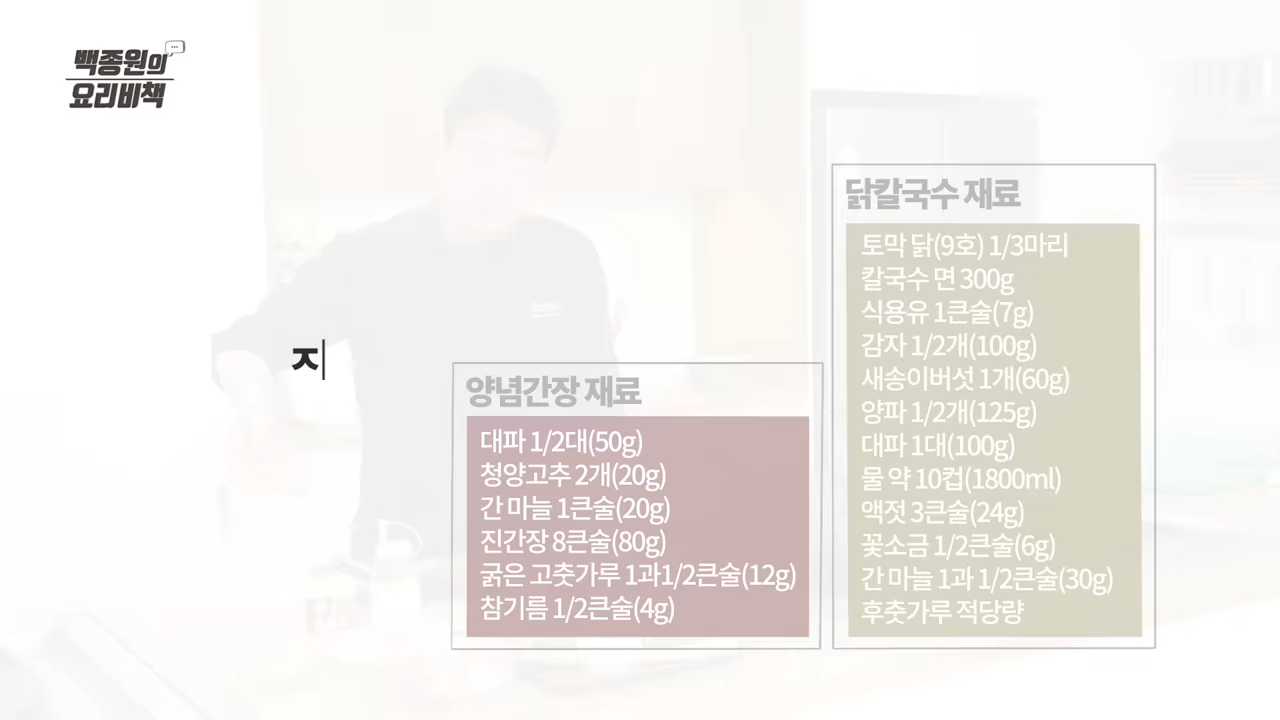 백종원의
요리비책
지
양념간장 재료
대파 1/2대(50g)
청양고추 2개(20g)
간 마늘 1큰술(20g)
진간장 8큰술(80g)
굵은 고춧가루 1과1/2큰술(12g)
참기름 1/2큰술(4g)
닭칼국수 재료
토막 닭(9호) 1/3마리
칼국수 면 300g
식용유 1큰술(7g)
감자 1/2개(100g)
새송이버섯 1개(60g)
양파 1/2개(125g)
대파 1대(100g)
물 약 10컵(1800ml)
액젓 3큰술(24g)
꽃소금 1/2큰술(6g)
간 마늘 1과 1/2큰술(30g)
후춧가루 적당량